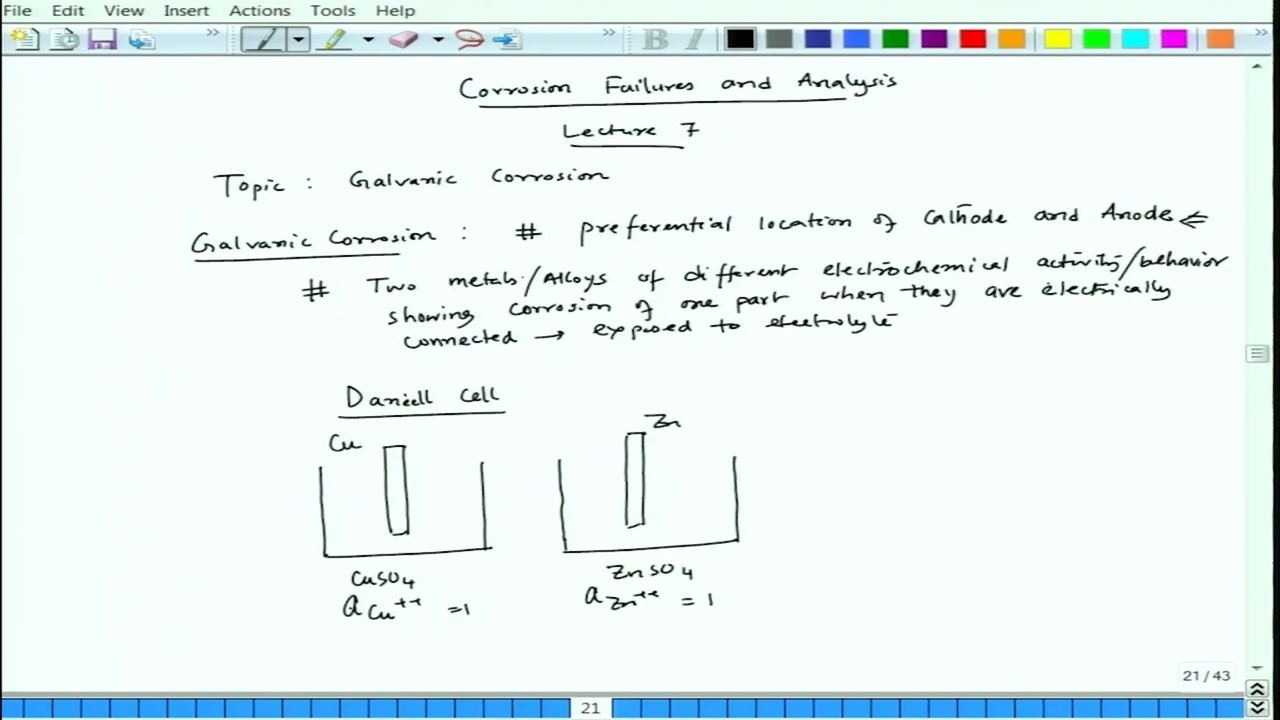 File Edit View Insert Actions Tools Help
B I
Corrosion Failures and Analysis
Lecture 7
Topic : Galvanic Corrosion
Galvanic Corrosion : # preferential location of Cathode and Anode ⇐
# Two metals/Alloys of different electrochemical activity/behavior
showing corrosion of one part when they are electrically
connected → exposed to electrolyte
Daniell Cell
Cu Zn
CuSO4 ZnSO4
aCu++ =1 aZn++ = 1
21 / 43
21